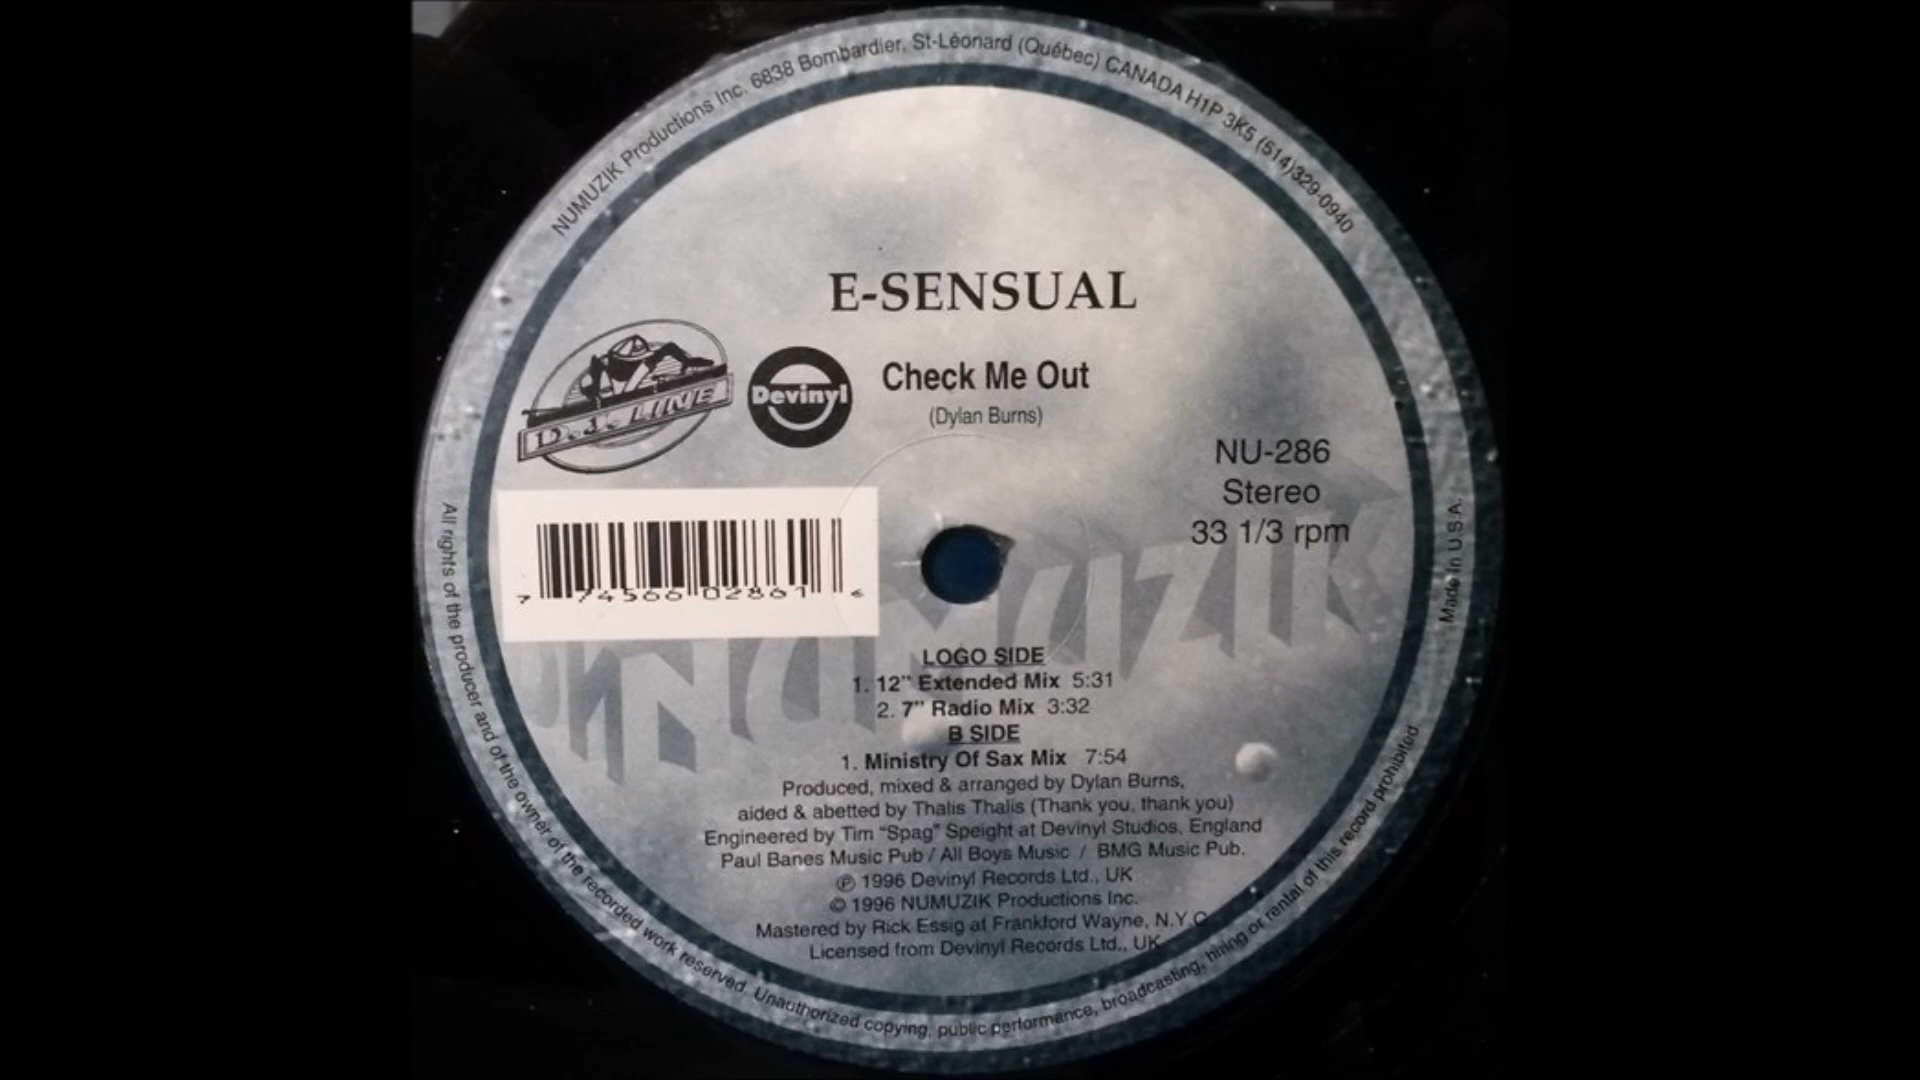 NUMUZIK Productions Inc. 6838 Bombardier, St-Léonard (Québec) CANADA H1P 3K5 (514)329-0940
E-SENSUAL
D.J. LINE
Devinyl
Check Me Out
(Dylan Burns)
NU-286
Stereo
33 1/3 rpm
7 74566 02861 6
NUMUZIK
LOGO SIDE
1. 12" Extended Mix 5:31
2. 7" Radio Mix 3:32
B SIDE
1. Ministry Of Sax Mix 7:54
Produced, mixed & arranged by Dylan Burns,
aided & abetted by Thalis Thalis (Thank you, thank you)
Engineered by Tim "Spag" Speight at Devinyl Studios, England
Paul Banes Music Pub / All Boys Music / BMG Music Pub.
℗ 1996 Devinyl Records Ltd., UK
© 1996 NUMUZIK Productions Inc.
Mastered by Rick Essig at Frankford Wayne, N.Y.C
Licensed from Devinyl Records Ltd., UK
All rights of the producer and of the owner of the recorded work reserved. Unauthorized copying, public performance, broadcasting, hiring or rental of this record prohibited
Made in U.S.A.